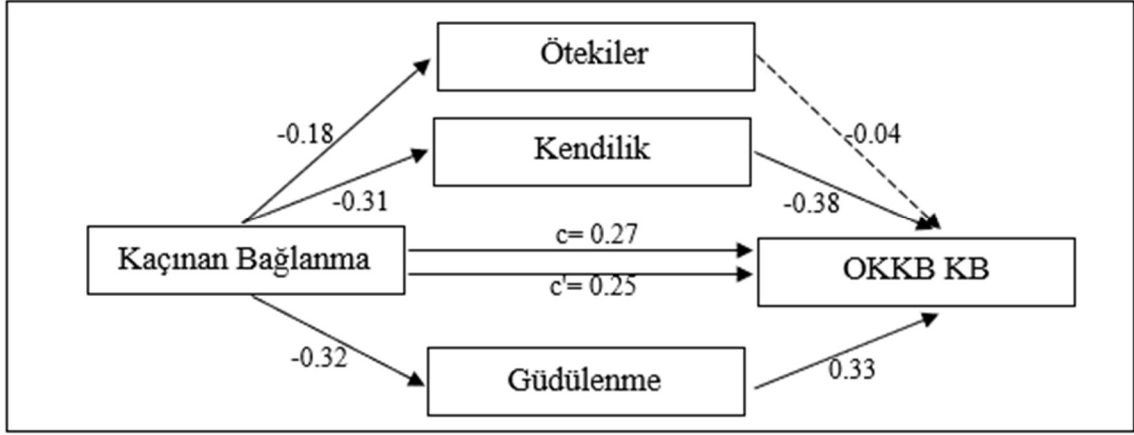 Ötekiler
-0.18
-0.04
Kendilik
-0.31
-0.38
c= 0.27
Kaçınan Bağlanma
OKKB KB
c'= 0.25
-0.32
Güdülenme
0.33